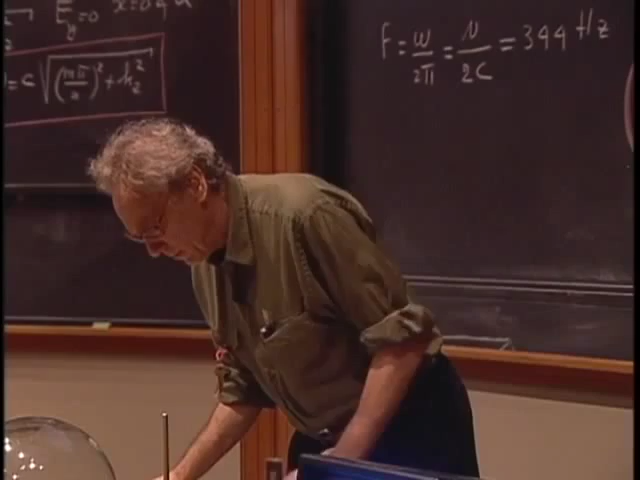 E_y=0 x=0,a
=c√((mπ/a)²+k_z²)
F=ω/2π=v/2c=344 Hz